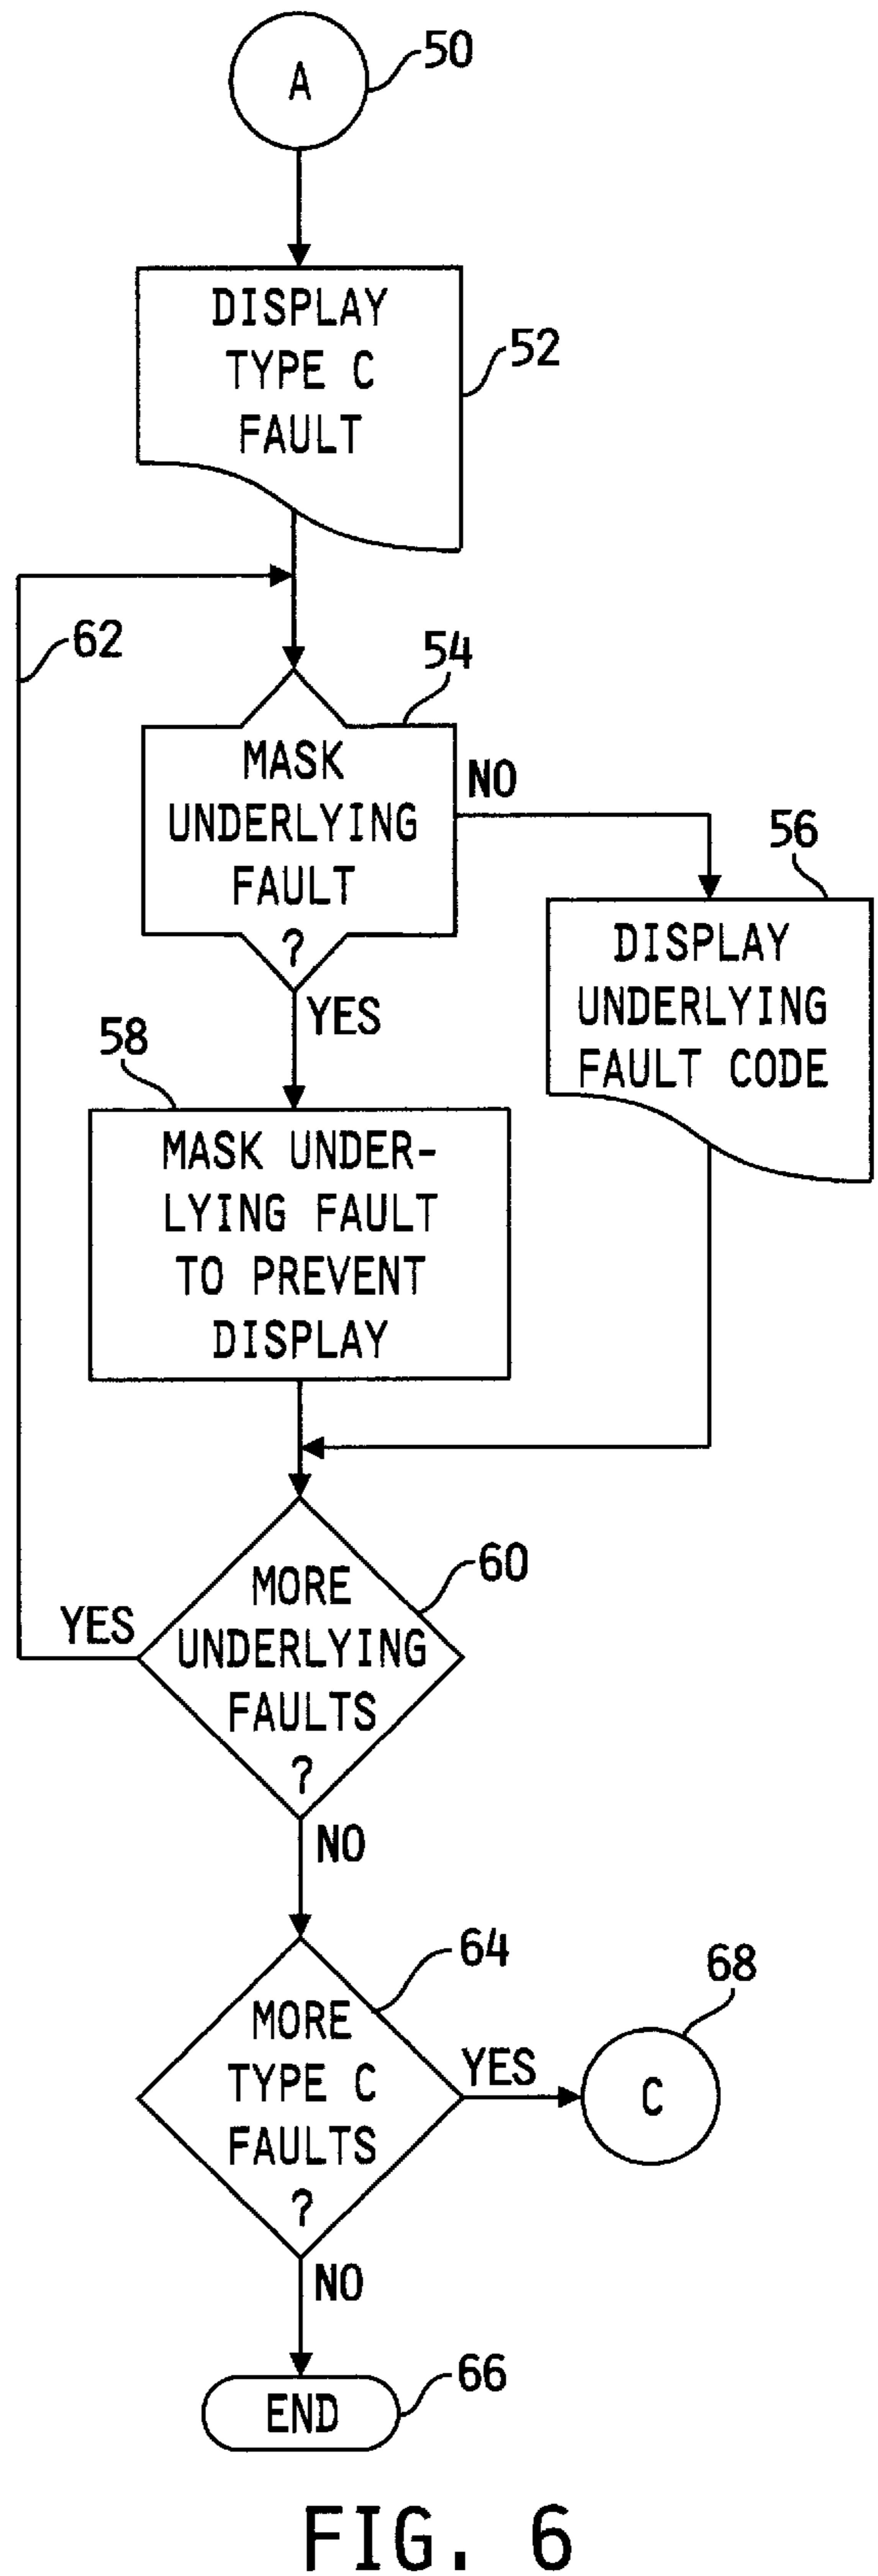 A
50
DISPLAY
TYPE C
FAULT
52
62
54
MASK
UNDERLYING
FAULT
?
NO
YES
56
DISPLAY
UNDERLYING
FAULT CODE
58
MASK UNDER-
LYING FAULT
TO PREVENT
DISPLAY
60
MORE
UNDERLYING
FAULTS
?
YES
NO
64
MORE
TYPE C
FAULTS
?
YES
68
C
NO
66
END
FIG. 6